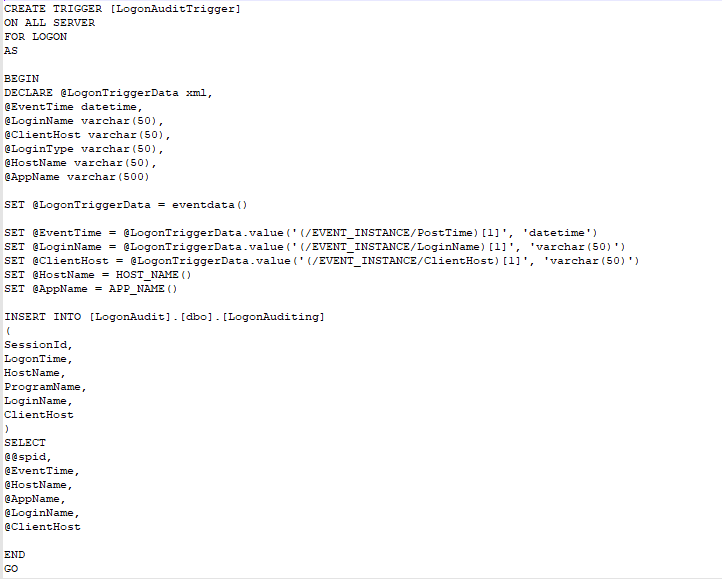 CREATE TRIGGER [LogonAuditTrigger]
ON ALL SERVER
FOR LOGON
AS
BEGIN
DECLARE @LogonTriggerData xml,
@EventTime datetime,
@LoginName varchar(50),
@ClientHost varchar(50),
@LoginType varchar(50),
@HostName varchar(50),
@AppName varchar(500)
SET @LogonTriggerData = eventdata()
SET @EventTime = @LogonTriggerData.value('(/EVENT_INSTANCE/PostTime)[1]', 'datetime')
SET @LoginName = @LogonTriggerData.value('(/EVENT_INSTANCE/LoginName)[1]', 'varchar(50)')
SET @ClientHost = @LogonTriggerData.value('(/EVENT_INSTANCE/ClientHost)[1]', 'varchar(50)')
SET @HostName = HOST_NAME()
SET @AppName = APP_NAME()
INSERT INTO [LogonAudit].[dbo].[LogonAuditing]
(
SessionId,
LogonTime,
HostName,
ProgramName,
LoginName,
ClientHost
)
SELECT
@@spid,
@EventTime,
@HostName,
@AppName,
@LoginName,
@ClientHost
END
GO